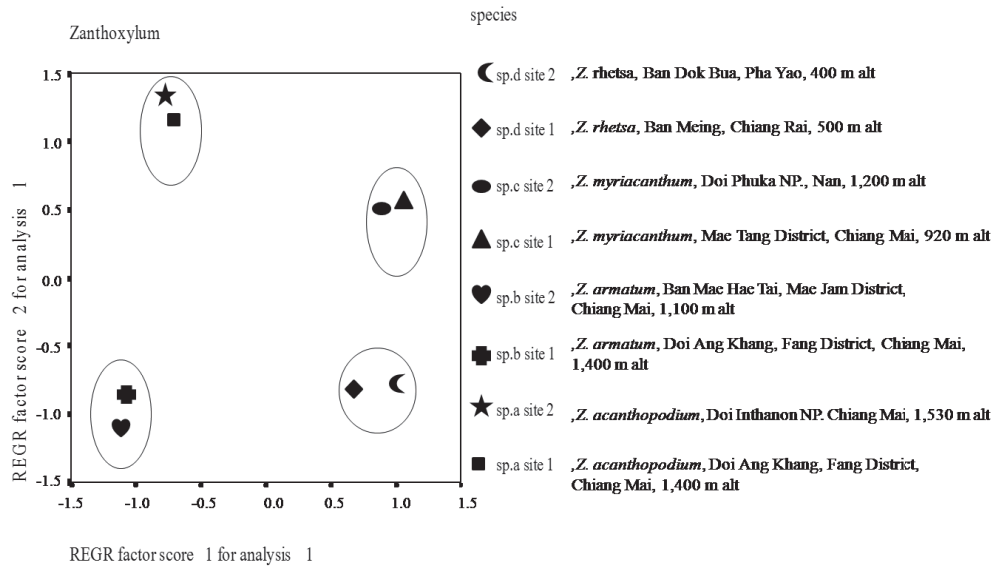 species
Zanthoxylum
REGR factor score 2 for analysis 1
1.5
1.0
0.5
0.0
-0.5
-1.0
-1.5
-1.5
-1.0
-0.5
0.0
0.5
1.0
1.5
REGR factor score 1 for analysis 1
sp.d site 2 ,Z. rhetsa, Ban Dok Bua, Pha Yao, 400 m alt
sp.d site 1 ,Z. rhetsa, Ban Meing, Chiang Rai, 500 m alt
sp.c site 2 ,Z. myriacanthum, Doi Phuka NP., Nan, 1,200 m alt
sp.c site 1 ,Z. myriacanthum, Mae Tang District, Chiang Mai, 920 m alt
sp.b site 2 ,Z. armatum, Ban Mae Hae Tai, Mae Jam District,
Chiang Mai, 1,100 m alt
sp.b site 1 ,Z. armatum, Doi Ang Khang, Fang District, Chiang Mai,
1,400 m alt
sp.a site 2 ,Z. acanthopodium, Doi Inthanon NP. Chiang Mai, 1,530 m alt
sp.a site 1 ,Z. acanthopodium, Doi Ang Khang, Fang District,
Chiang Mai, 1,400 m alt